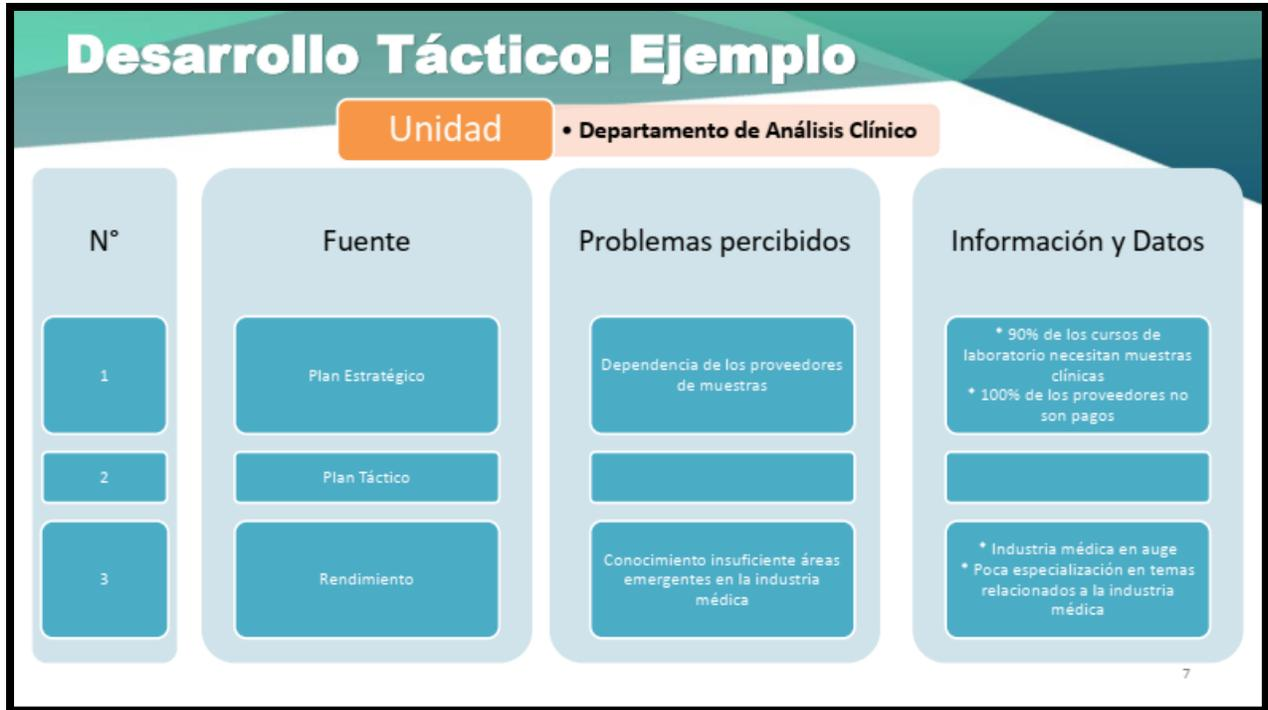 Desarrollo Táctico: Ejemplo
Unidad
• Departamento de Análisis Clínico
N°
Fuente
Problemas percibidos
Información y Datos
1
Plan Estratégico
Dependencia de los proveedores
de muestras
* 90% de los cursos de
laboratorio necesitan muestras
clínicas
* 100% de los proveedores no
son pagos
2
Plan Táctico
3
Rendimiento
Conocimiento insuficiente áreas
emergentes en la industria
médica
* Industria médica en auge
* Poca especialización en temas
relacionados a la industria
médica
7